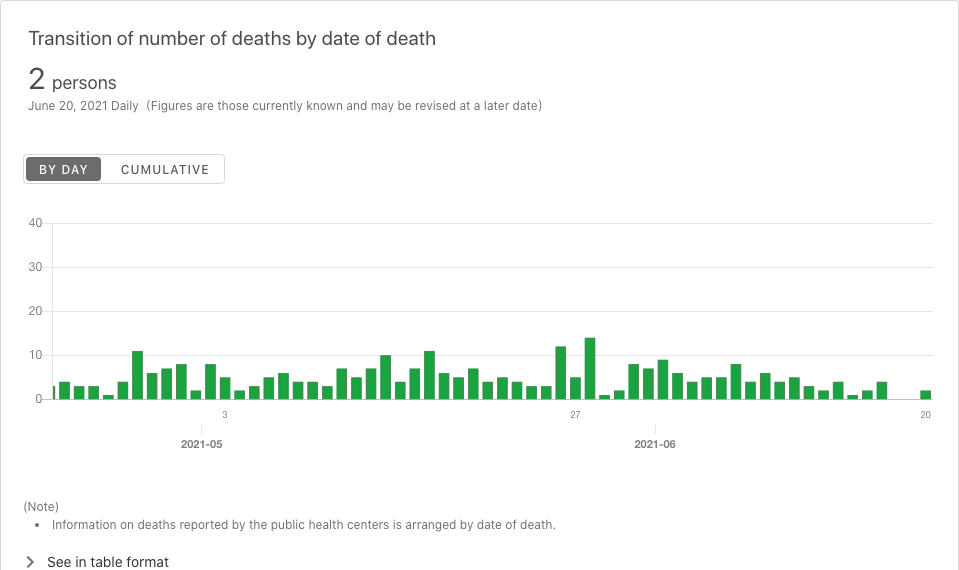 Transition of number of deaths by date of death
2 persons
June 20, 2021 Daily (Figures are those currently known and may be revised at a later date)
BY DAY CUMULATIVE
40
30
20
10
0
3 27 20
2021-05 2021-06
(Note)
• Information on deaths reported by the public health centers is arranged by date of death.
See in table format